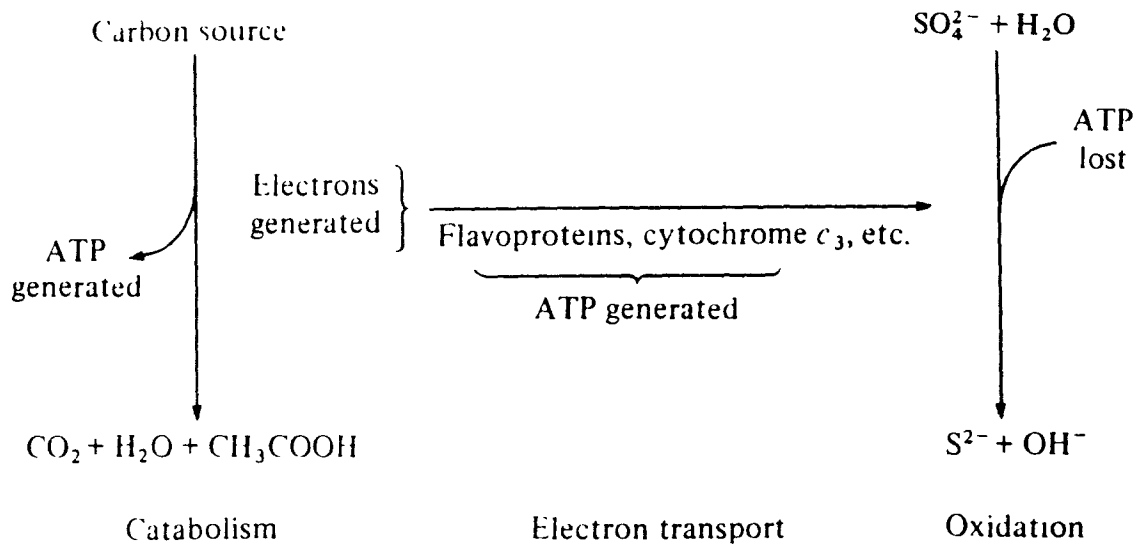 Carbon source
SO₄²⁻ + H₂O
ATP
lost
Electrons
generated
Flavoproteins, cytochrome c₃, etc.
ATP
generated
ATP generated
CO₂ + H₂O + CH₃COOH
S²⁻ + OH⁻
Catabolism
Electron transport
Oxidation